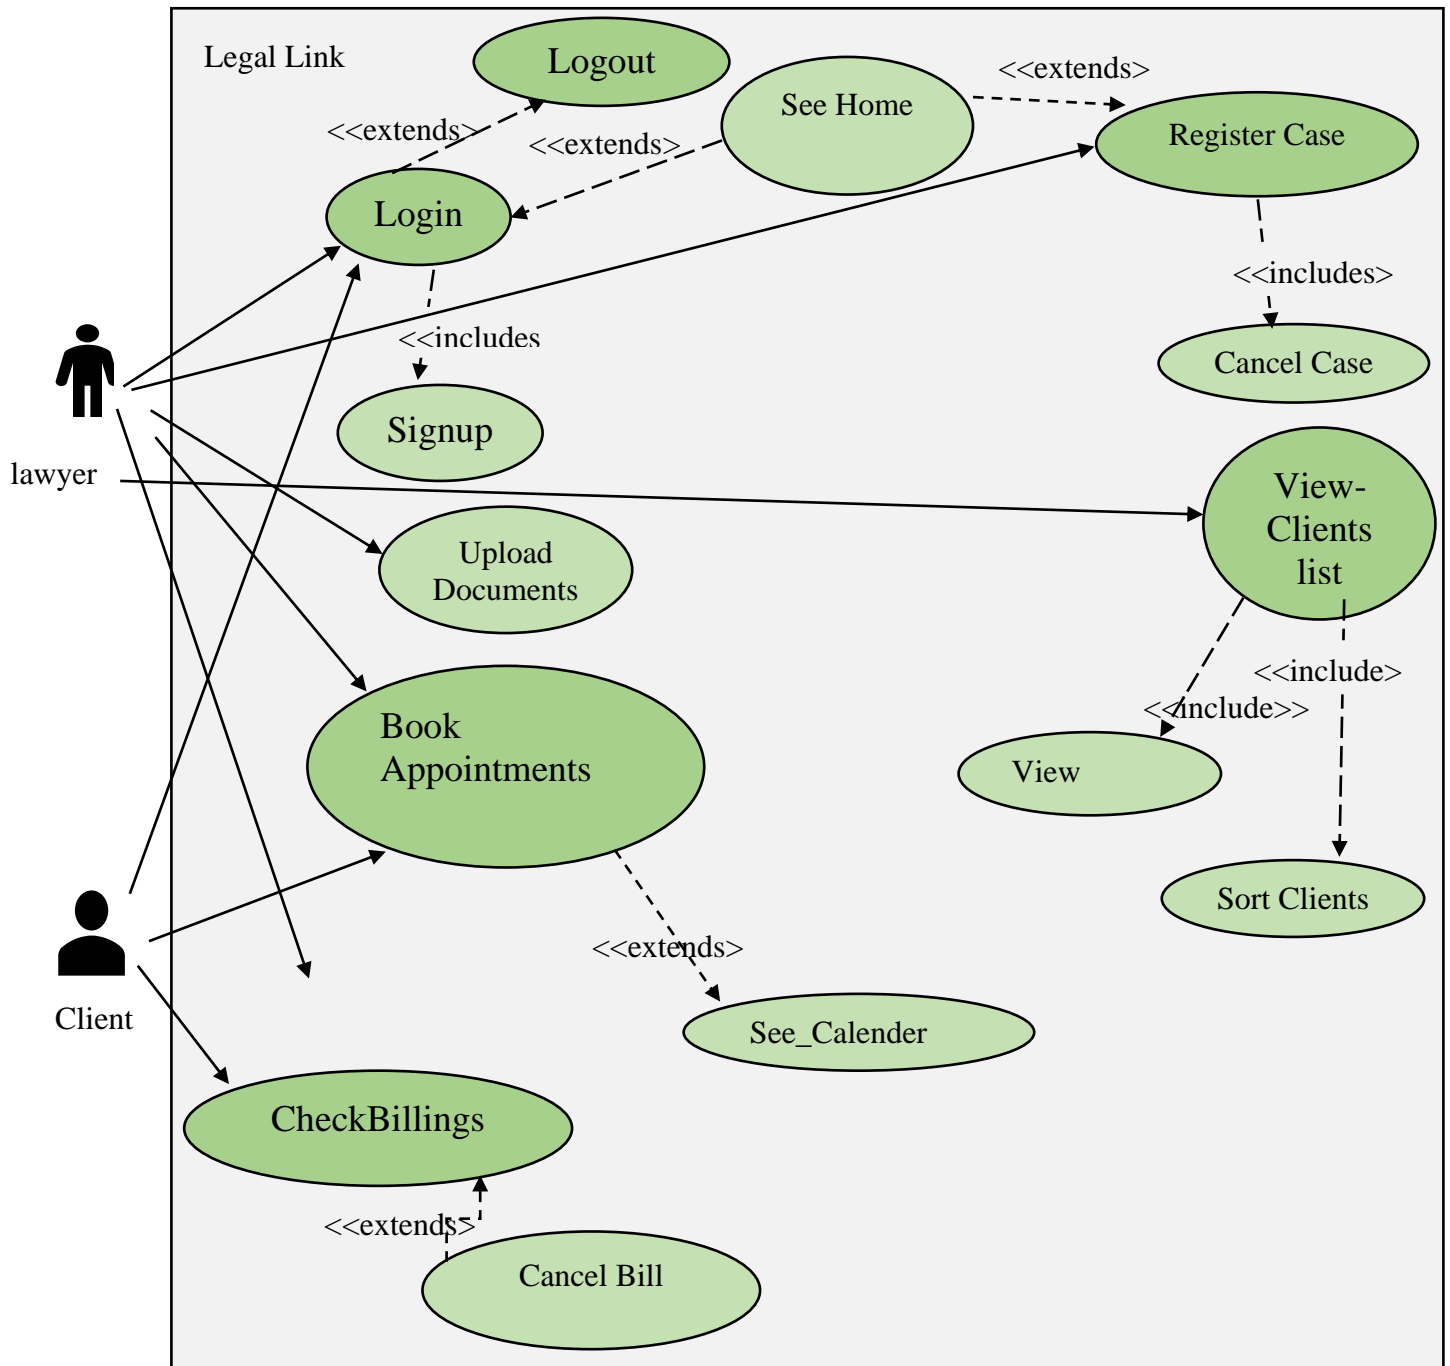 Legal Link
Logout
See Home
<<extends>
Register Case
<<extends>
<<extends>
Login
<<includes>
<<includes
Cancel Case
Signup
lawyer
View-
Clients
list
Upload
Documents
<<include>
<<include>>
Book
Appointments
View
Sort Clients
<<extends>
Client
See_Calender
CheckBillings
<<extends>
Cancel Bill